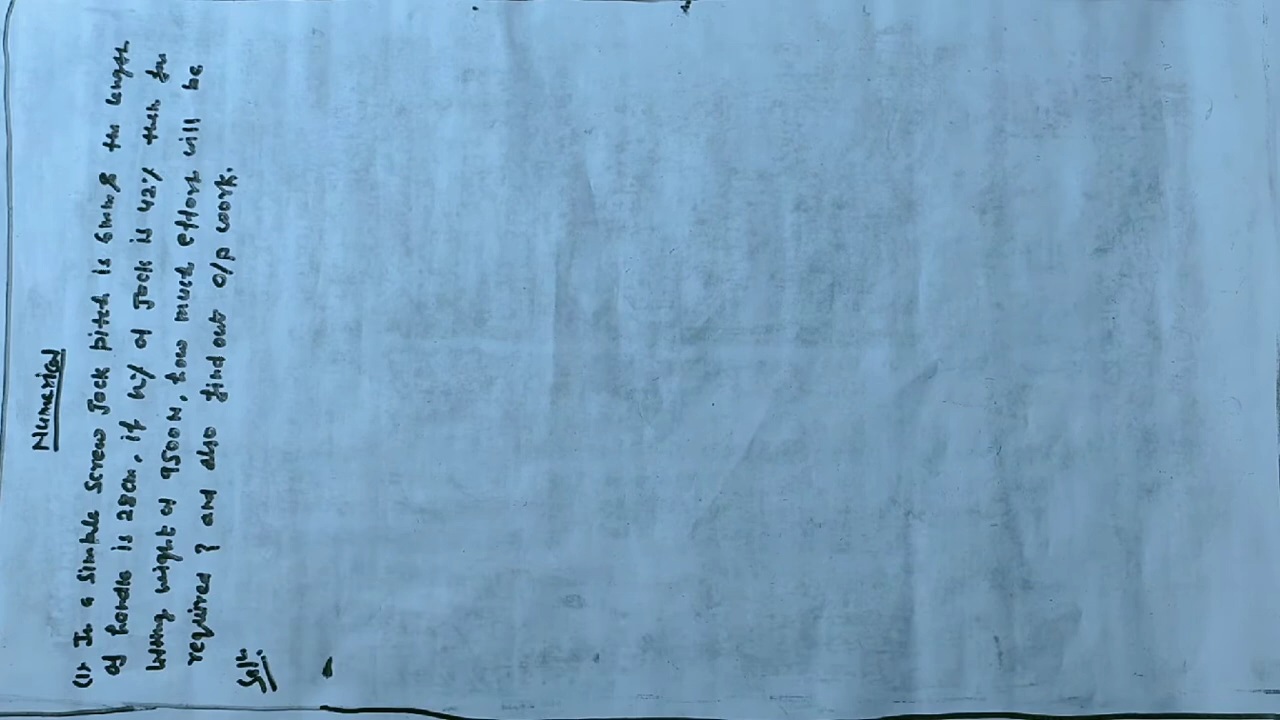 Numerical
(1) In a Simple Screw Jack pitch is 6mm & the length
of handle is 28cm, if η% of Jack is 42% then for
lifting weight of 9500 N, how much effort will be
required ? and also find out o/p work.
Solⁿ.